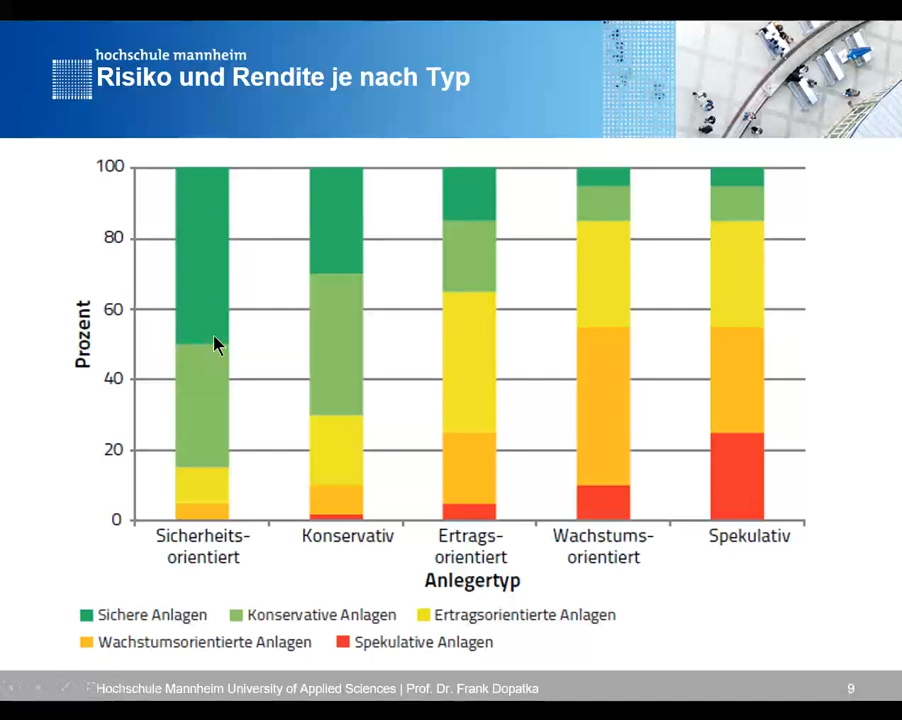 hochschule mannheim
Risiko und Rendite je nach Typ
100
80
60
40
20
0
Prozent
Sicherheits-
orientiert
Konservativ
Ertrags-
orientiert
Wachstums-
orientiert
Spekulativ
Anlegertyp
Sichere Anlagen
Konservative Anlagen
Ertragsorientierte Anlagen
Wachstumsorientierte Anlagen
Spekulative Anlagen
Hochschule Mannheim University of Applied Sciences | Prof. Dr. Frank Dopatka
9